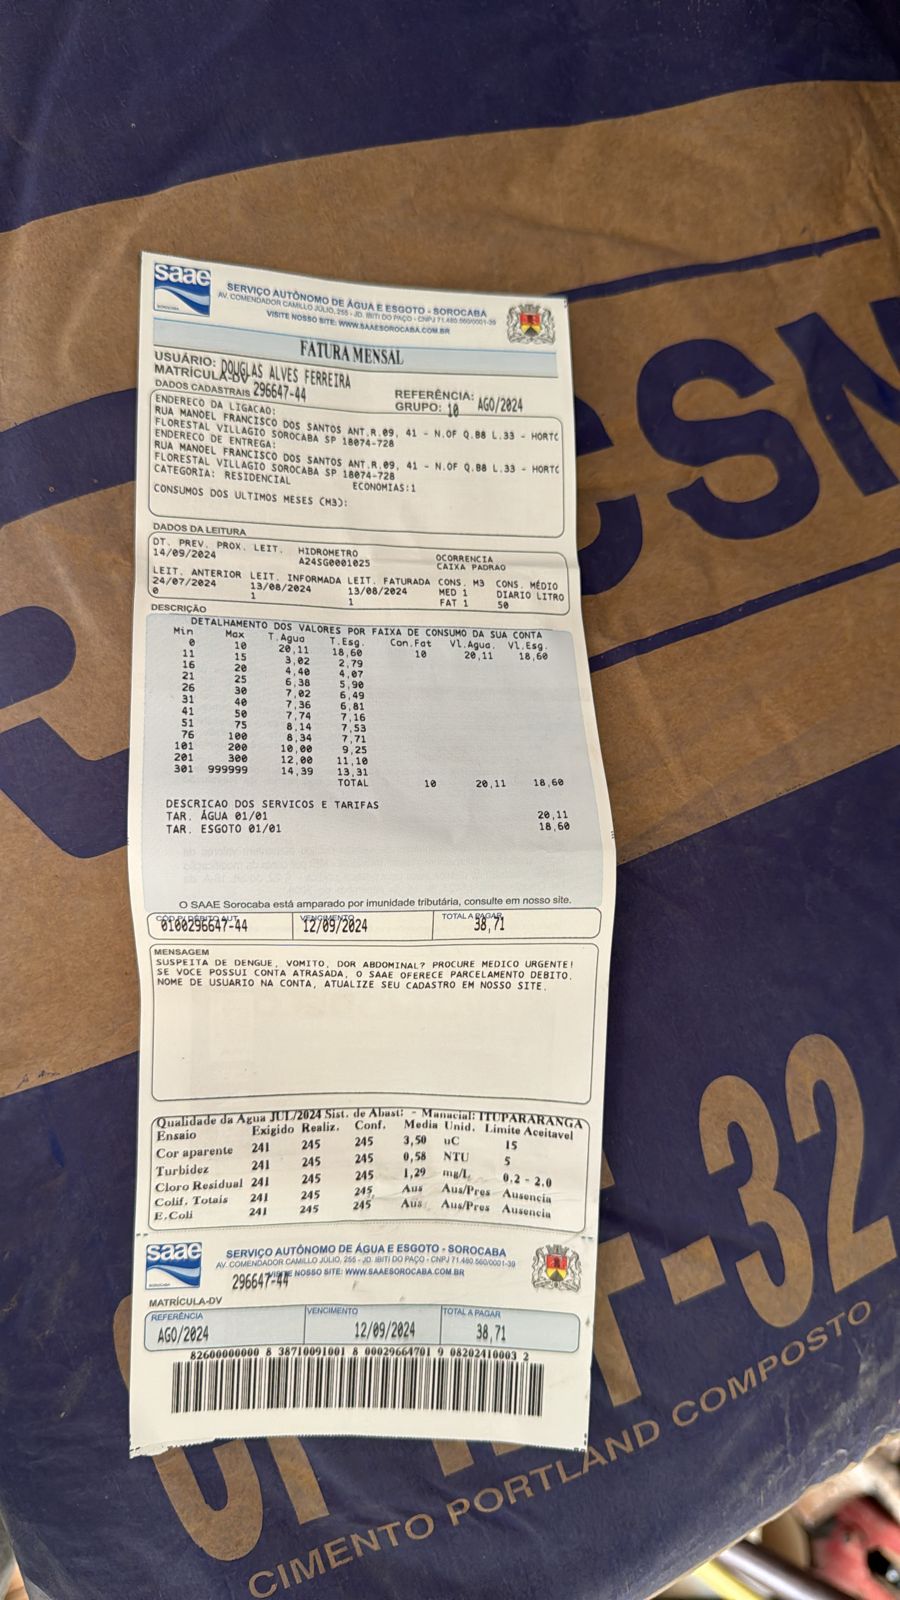 CSN
saae
SOROCABA
SERVIÇO AUTÔNOMO DE ÁGUA E ESGOTO - SOROCABA
AV. COMENDADOR CAMILLO JÚLIO, 255 - JD. IBITI DO PAÇO - CNPJ 71.480.560/0001-39
VISITE NOSSO SITE: WWW.SAAESOROCABA.COM.BR
FATURA MENSAL
USUÁRIO: DOUGLAS ALVES FERREIRA
MATRÍCULA-DV
DADOS CADASTRAIS 296647-44
REFERÊNCIA: AGO/2024
GRUPO: 10
ENDERECO DA LIGACAO:
RUA MANOEL FRANCISCO DOS SANTOS ANT.R.09, 41 - N.OF Q.B8 L.33 - HORTO
FLORESTAL VILLAGIO SOROCABA SP 18074-728
ENDERECO DE ENTREGA:
RUA MANOEL FRANCISCO DOS SANTOS ANT.R.09, 41 - N.OF Q.B8 L.33 - HORTO
FLORESTAL VILLAGIO SOROCABA SP 18074-728
CATEGORIA: RESIDENCIAL ECONOMIAS:1
CONSUMOS DOS ULTIMOS MESES (M3):
DADOS DA LEITURA
DT. PREV. PROX. LEIT. HIDROMETRO OCORRENCIA
14/09/2024 A24SG0001025 CAIXA PADRAO
LEIT. ANTERIOR LEIT. INFORMADA LEIT. FATURADA CONS. M3 CONS. MÉDIO
24/07/2024 13/08/2024 13/08/2024 MED 1 DIARIO LITRO
0 1 1 FAT 1 50
DESCRIÇÃO
DETALHAMENTO DOS VALORES POR FAIXA DE CONSUMO DA SUA CONTA
Min Max T.Agua T.Esg. Con.Fat Vl.Agua Vl.Esg.
0 10 20,11 18,60 10 20,11 18,60
11 15 3,02 2,79
16 20 4,40 4,07
21 25 6,38 5,90
26 30 7,02 6,49
31 40 7,36 6,81
41 50 7,74 7,16
51 75 8,14 7,53
76 100 8,34 7,71
101 200 10,00 9,25
201 300 12,00 11,10
301 999999 14,39 13,31
TOTAL 10 20,11 18,60
DESCRICAO DOS SERVICOS E TARIFAS
TAR. ÁGUA 01/01 20,11
TAR. ESGOTO 01/01 18,60
O SAAE Sorocaba está amparado por imunidade tributária, consulte em nosso site.
CÓD.P/ DÉBITO AUT. VENCIMENTO TOTAL A PAGAR
0100296647-44 12/09/2024 38,71
MENSAGEM
SUSPEITA DE DENGUE, VOMITO, DOR ABDOMINAL? PROCURE MEDICO URGENTE!
SE VOCE POSSUI CONTA ATRASADA, O SAAE OFERECE PARCELAMENTO DEBITO.
NOME DE USUARIO NA CONTA, ATUALIZE SEU CADASTRO EM NOSSO SITE.
Qualidade da Agua JUL/2024 Sist. de Abast: - Manacial: ITUPARARANGA
Ensaio Exigido Realiz. Conf. Media Unid. Limite Aceitavel
Cor aparente 241 245 245 3,50 uC 15
Turbidez 241 245 245 0,58 NTU 5
Cloro Residual 241 245 245 1,29 mg/L 0.2 - 2.0
Colif. Totais 241 245 245 Aus Aus/Pres Ausencia
E.Coli 241 245 245 Aus Aus/Pres Ausencia
saae
SERVIÇO AUTÔNOMO DE ÁGUA E ESGOTO - SOROCABA
AV. COMENDADOR CAMILLO JÚLIO, 255 - JD. IBITI DO PAÇO - CNPJ 71.480.560/0001-39
VISITE NOSSO SITE: WWW.SAAESOROCABA.COM.BR
296647-44
MATRÍCULA-DV
REFERÊNCIA VENCIMENTO TOTAL A PAGAR
AGO/2024 12/09/2024 38,71
82600000000 8 38710091001 8 00029664701 9 08202410003 2
-32
CIMENTO PORTLAND COMPOSTO